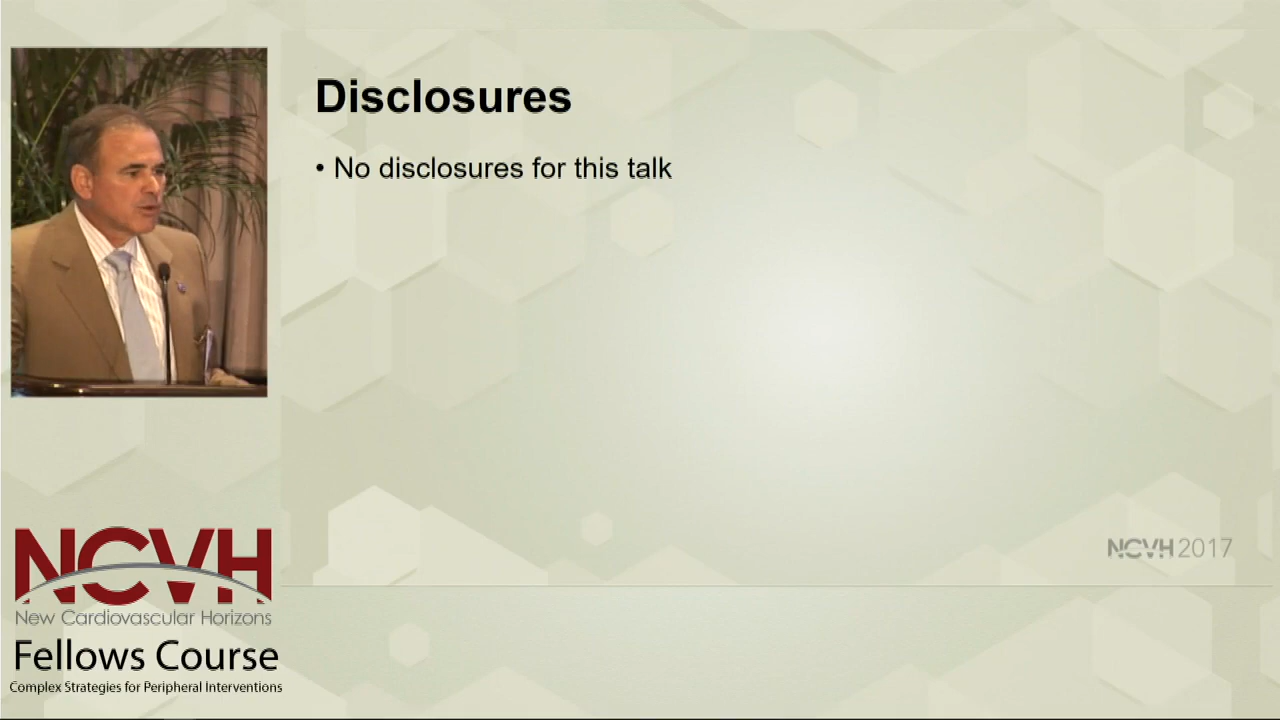 Disclosures
• No disclosures for this talk
NCVH 2017
NCVH
New Cardiovascular Horizons
Fellows Course
Complex Strategies for Peripheral Interventions